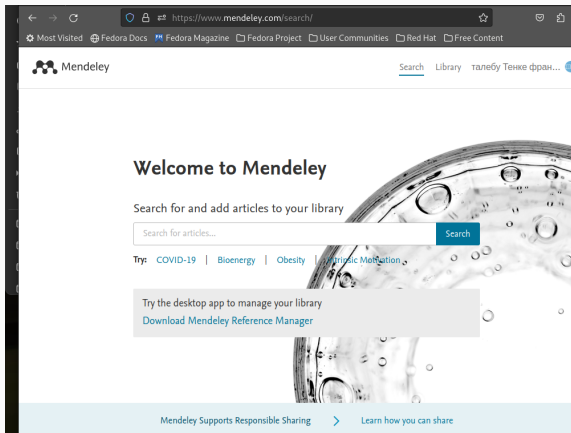 https://www.mendeley.com/search/
Most Visited Fedora Docs Fedora Magazine Fedora Project User Communities Red Hat Free Content
Mendeley
Search Library талебу Тенке фран...
Welcome to Mendeley
Search for and add articles to your library
Search for articles... Search
Try: COVID-19 | Bioenergy | Obesity | Intrinsic Motivation
Try the desktop app to manage your library
Download Mendeley Reference Manager
Mendeley Supports Responsible Sharing Learn how you can share